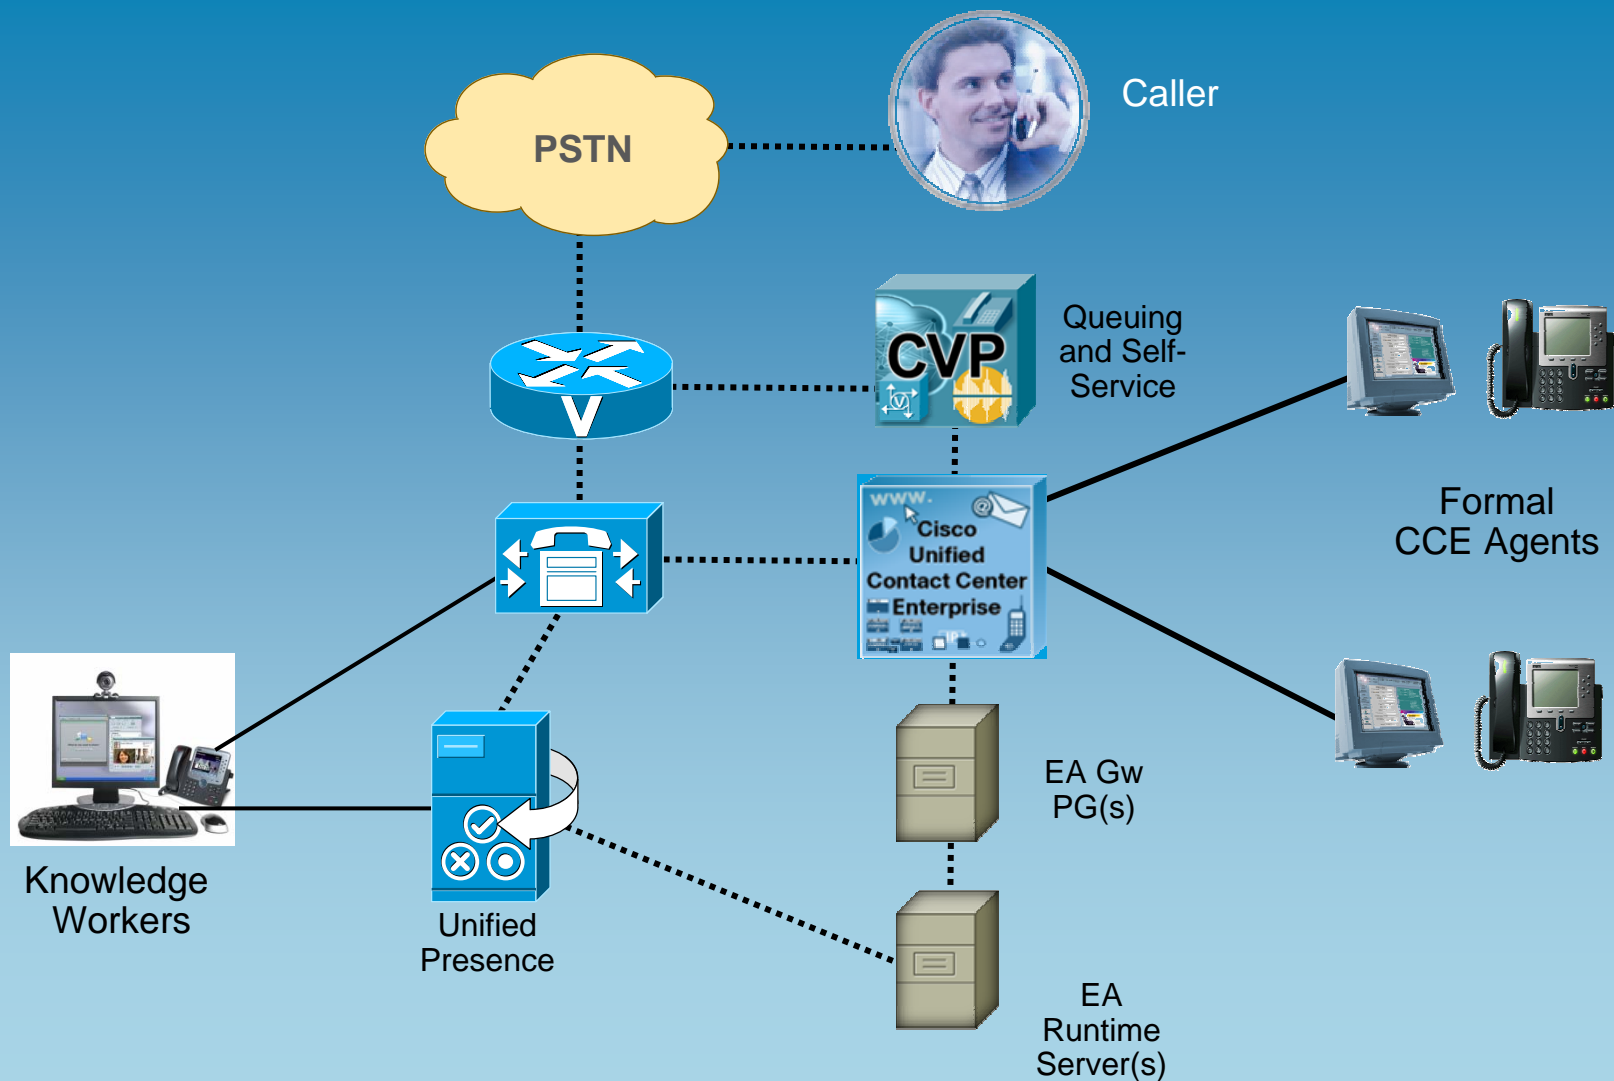 PSTN
Caller
CVP
V
V
Queuing
and Self-
Service
www.
@
Cisco
Unified
Contact Center
Enterprise
IP
Formal
CCE Agents
Knowledge
Workers
Unified
Presence
EA Gw
PG(s)
EA
Runtime
Server(s)